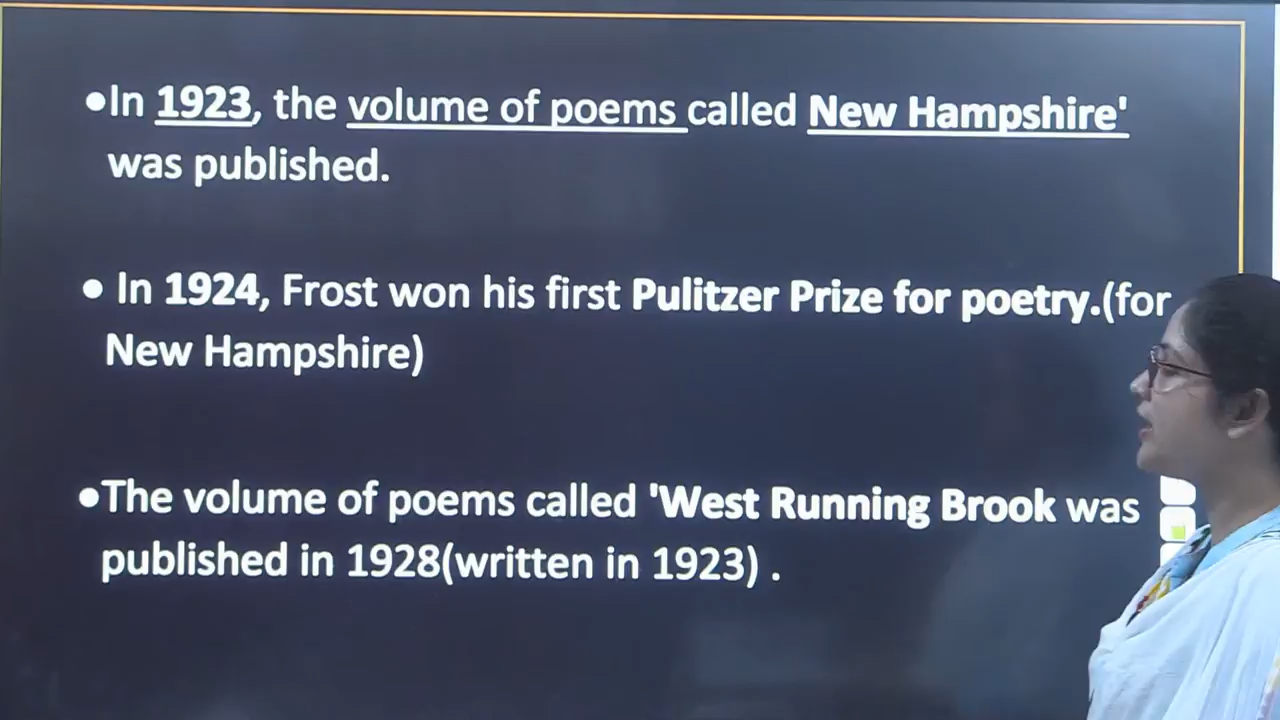 •In 1923, the volume of poems called New Hampshire'
was published.
• In 1924, Frost won his first Pulitzer Prize for poetry.(for
New Hampshire)
•The volume of poems called 'West Running Brook was
published in 1928(written in 1923) .